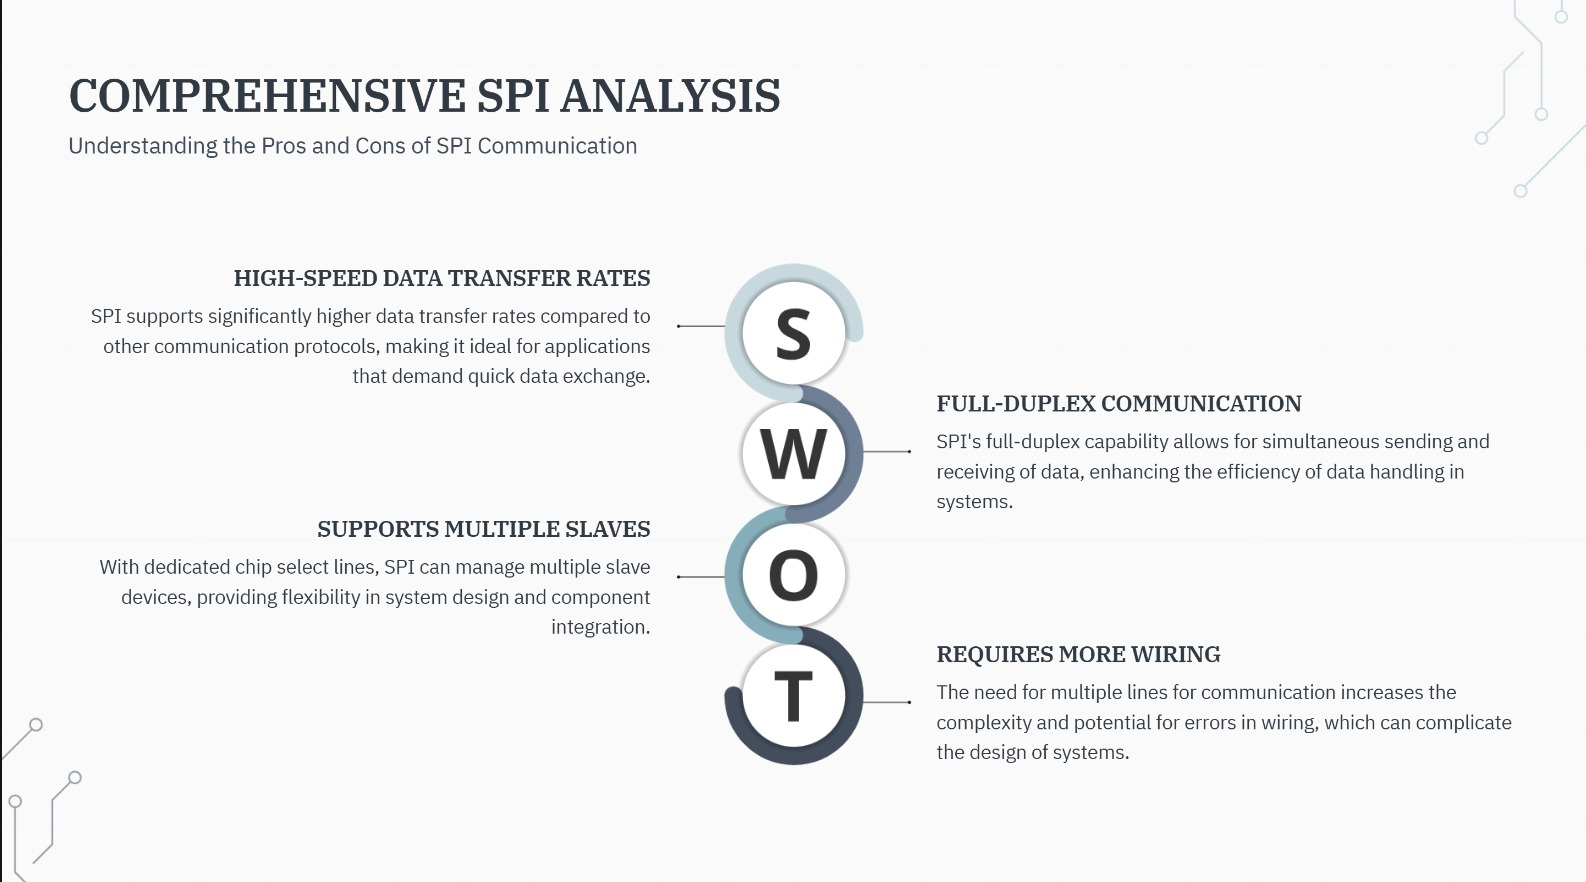 COMPREHENSIVE SPI ANALYSIS
Understanding the Pros and Cons of SPI Communication
HIGH-SPEED DATA TRANSFER RATES
SPI supports significantly higher data transfer rates compared to
other communication protocols, making it ideal for applications
that demand quick data exchange.
S
W
FULL-DUPLEX COMMUNICATION
SPI's full-duplex capability allows for simultaneous sending and
receiving of data, enhancing the efficiency of data handling in
systems.
SUPPORTS MULTIPLE SLAVES
With dedicated chip select lines, SPI can manage multiple slave
devices, providing flexibility in system design and component
integration.
O
T
REQUIRES MORE WIRING
The need for multiple lines for communication increases the
complexity and potential for errors in wiring, which can complicate
the design of systems.